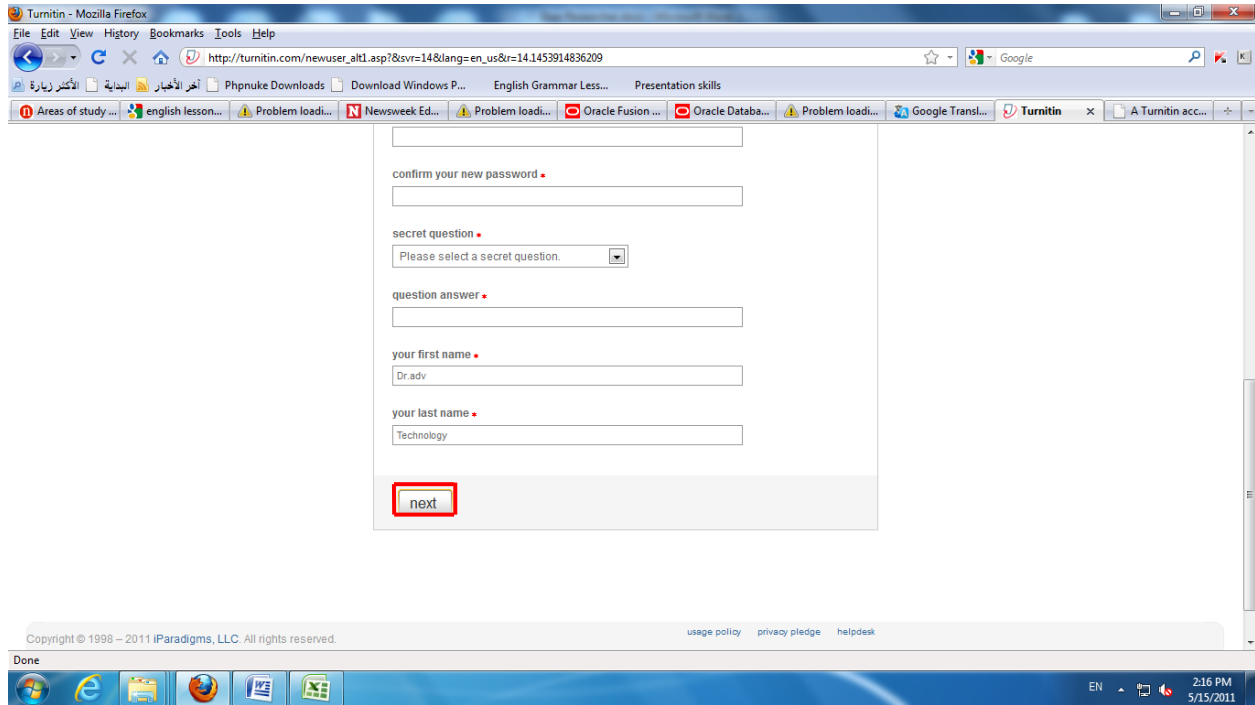 Turnitin - Mozilla Firefox
File Edit View History Bookmarks Tools Help
http://turnitin.com/newuser_alt1.asp?&svr=14&lang=en_us&r=14.1453914836209
Google
الأكثر زيارة البداية آخر الأخبار Phpnuke Downloads Download Windows P... English Grammar Less... Presentation skills
Areas of study ... english lesson... Problem loadi... Newsweek Ed... Problem loadi... Oracle Fusion ... Oracle Databa... Problem loadi... Google Transl... Turnitin A Turnitin acc...
confirm your new password *
secret question *
Please select a secret question.
question answer *
your first name *
Dr.adv
your last name *
Technology
next
Copyright © 1998 – 2011 iParadigms, LLC. All rights reserved.
usage policy privacy pledge helpdesk
Done
EN
2:16 PM
5/15/2011